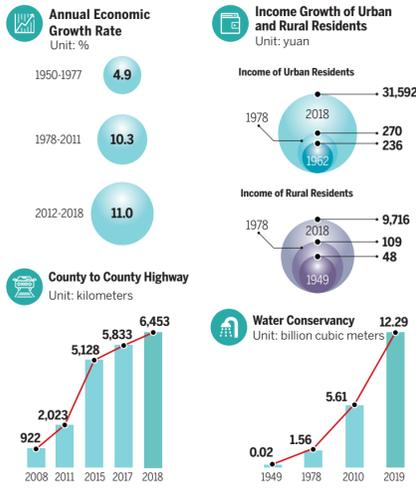 Annual Economic
Growth Rate
Unit: %
1950-1977
4.9
1978-2011
10.3
2012-2018
11.0
Income Growth of Urban
and Rural Residents
Unit: yuan
Income of Urban Residents
31,592
2018
1978
270
236
1962
Income of Rural Residents
9,716
2018
1978
109
48
1949
County to County Highway
Unit: kilometers
922
2,023
5,128
5,833
6,453
2008 2011 2015 2017 2018
Water Conservancy
Unit: billion cubic meters
0.02
1.56
5.61
12.29
1949 1978 2010 2019